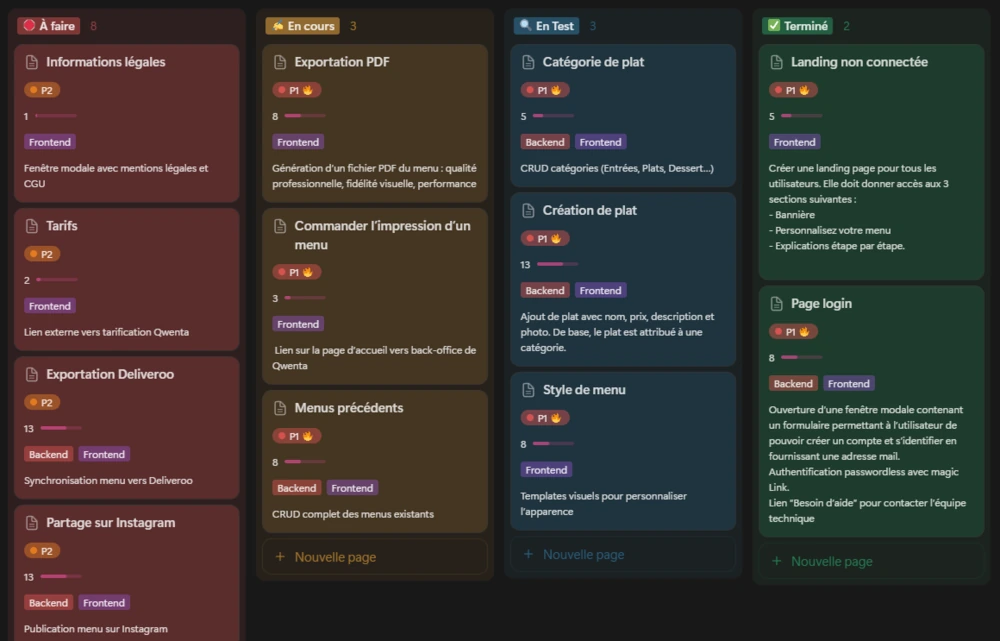 À faire 8
Informations légales
P2
1
Frontend
Fenêtre modale avec mentions légales et
CGU
Tarifs
P2
2
Frontend
Lien externe vers tarification Qwenta
Exportation Deliveroo
P2
13
Backend Frontend
Synchronisation menu vers Deliveroo
Partage sur Instagram
P2
13
Backend Frontend
Publication menu sur Instagram
En cours 3
Exportation PDF
P1 🔥
8
Frontend
Génération d'un fichier PDF du menu : qualité
professionnelle, fidélité visuelle, performance
Commander l'impression d'un
menu
P1 🔥
3
Frontend
Lien sur la page d'accueil vers back-office de
Qwenta
Menus précédents
P1 🔥
8
Backend Frontend
CRUD complet des menus existants
+ Nouvelle page
En Test 3
Catégorie de plat
P1 🔥
5
Backend Frontend
CRUD catégories (Entrées, Plats, Dessert...)
Création de plat
P1 🔥
13
Backend Frontend
Ajout de plat avec nom, prix, description et
photo. De base, le plat est attribué à une
catégorie.
Style de menu
P1 🔥
8
Frontend
Templates visuels pour personnaliser
l'apparence
+ Nouvelle page
Terminé 2
Landing non connectée
P1 🔥
5
Frontend
Créer une landing page pour tous les
utilisateurs. Elle doit donner accès aux 3
sections suivantes :
- Bannière
- Personnalisez votre menu
- Explications étape par étape.
Page login
P1 🔥
8
Backend Frontend
Ouverture d'une fenêtre modale contenant
un formulaire permettant à l'utilisateur de
pouvoir créer un compte et s'identifier en
fournissant une adresse mail.
Authentification passwordless avec magic
Link.
Lien "Besoin d'aide" pour contacter l'équipe
technique
+ Nouvelle page